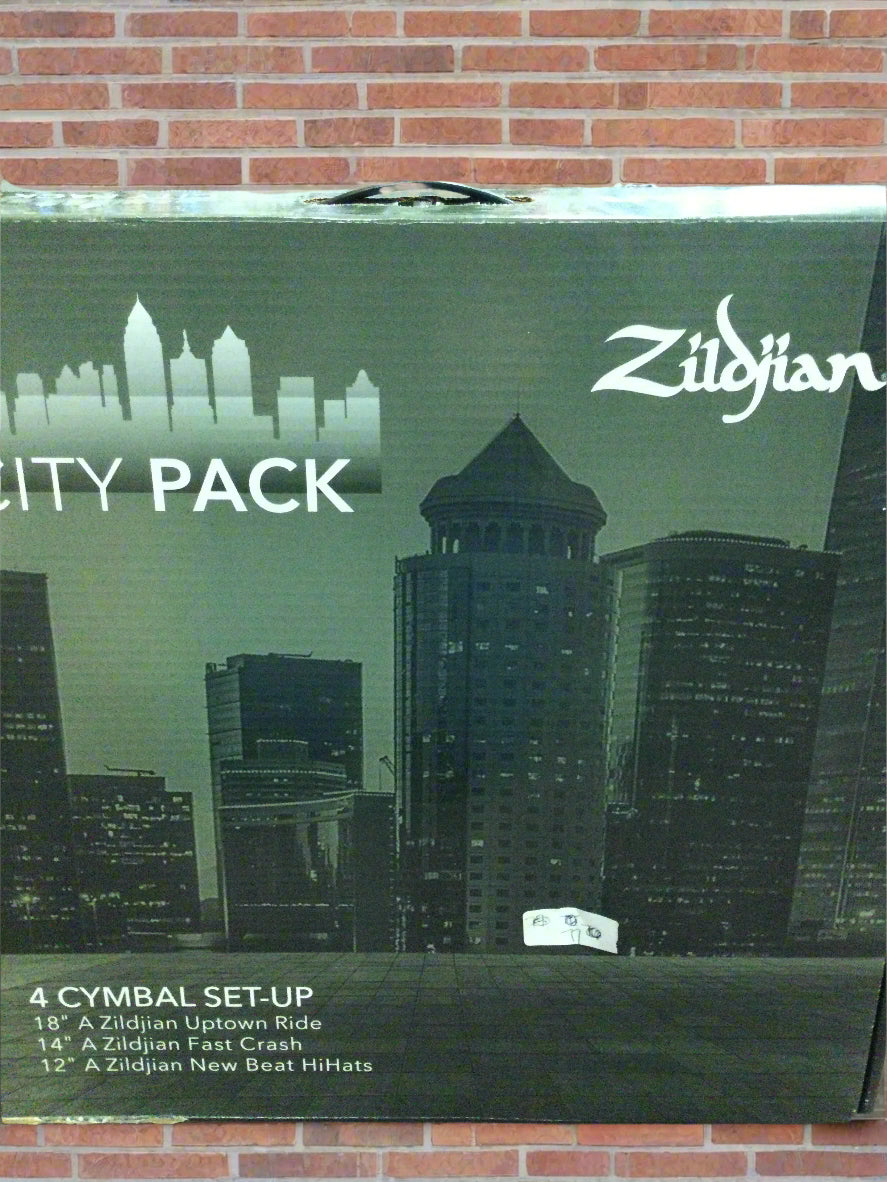 Zildjian
CITY PACK
4 CYMBAL SET-UP
18" A Zildjian Uptown Ride
14" A Zildjian Fast Crash
12" A Zildjian New Beat HiHats